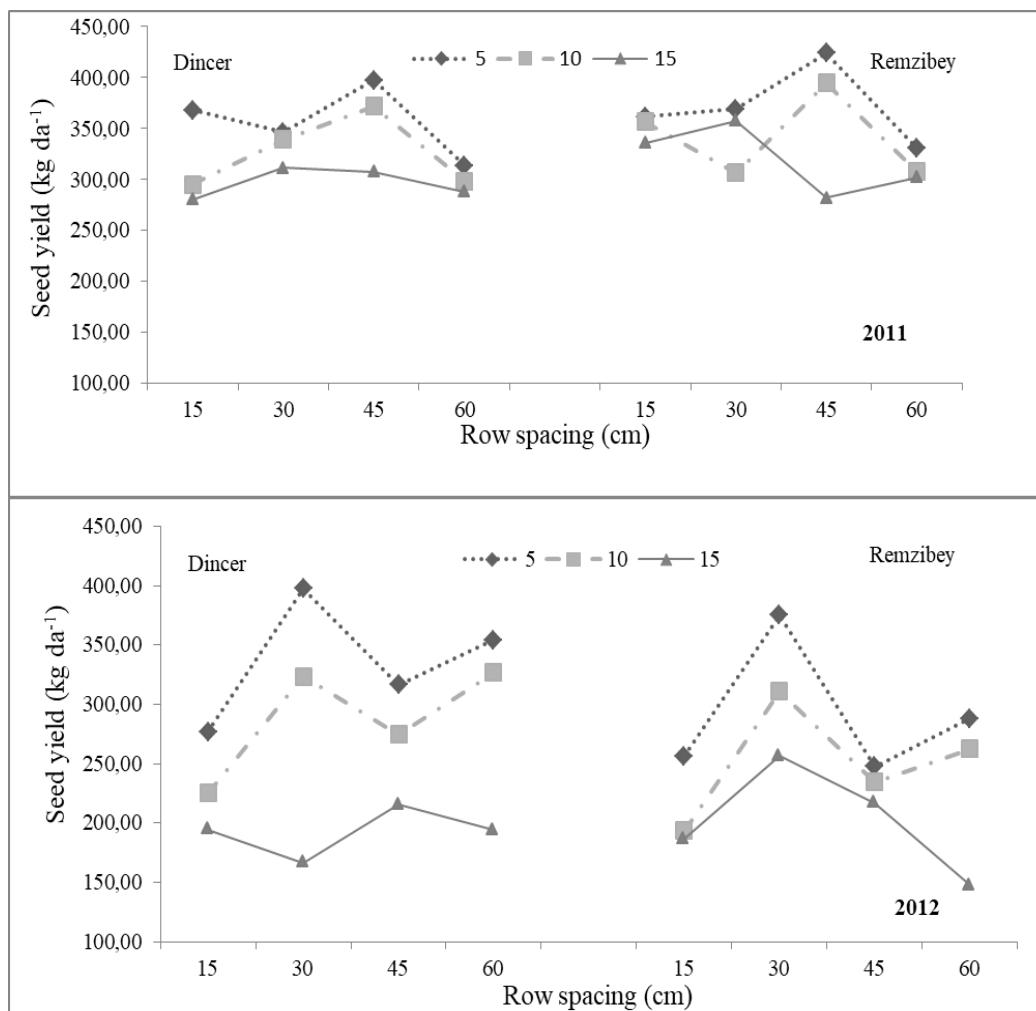 450,00
400,00
350,00
300,00
250,00
200,00
150,00
100,00
Seed yield (kg da-1)
Dincer
5 10 15
Remzibey
2011
15 30 45 60 15 30 45 60
Row spacing (cm)
450,00
400,00
350,00
300,00
250,00
200,00
150,00
100,00
Seed yield (kg da-1)
Dincer
5 10 15
Remzibey
2012
15 30 45 60 15 30 45 60
Row spacing (cm)